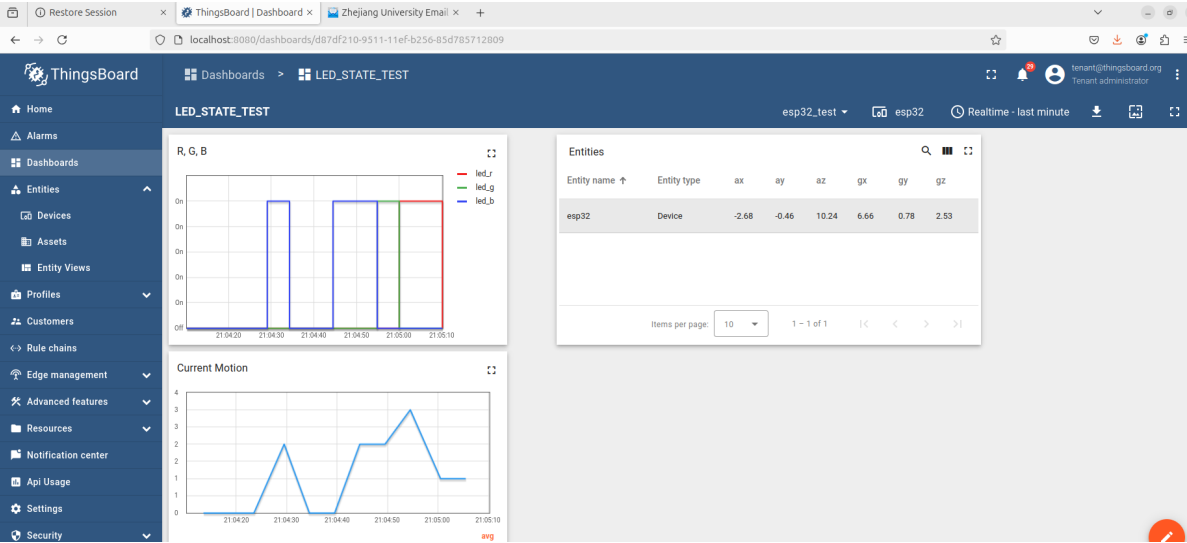 Restore Session
ThingsBoard | Dashboard
Zhejiang University Email
localhost:8080/dashboards/d87df210-9511-11ef-b256-85d785712809
ThingsBoard
Dashboards > LED_STATE_TEST
29
tenant@thingsboard.org
Tenant administrator
LED_STATE_TEST
esp32_test
esp32
Realtime - last minute
Home
Alarms
Dashboards
Entities
Devices
Assets
Entity Views
Profiles
Customers
Rule chains
Edge management
Advanced features
Resources
Notification center
Api Usage
Settings
Security
R, G, B
led_r
led_g
led_b
0n
0n
0n
0n
0n
Off
21:04:20 21:04:30 21:04:40 21:04:50 21:05:00 21:05:10
Entities
Entity name Entity type ax ay az gx gy gz
esp32 Device -2.68 -0.46 10.24 6.66 0.78 2.53
Items per page: 10 1 – 1 of 1
Current Motion
4
3
3
2
2
1
1
0
21:04:20 21:04:30 21:04:40 21:04:50 21:05:00 21:05:10
avg